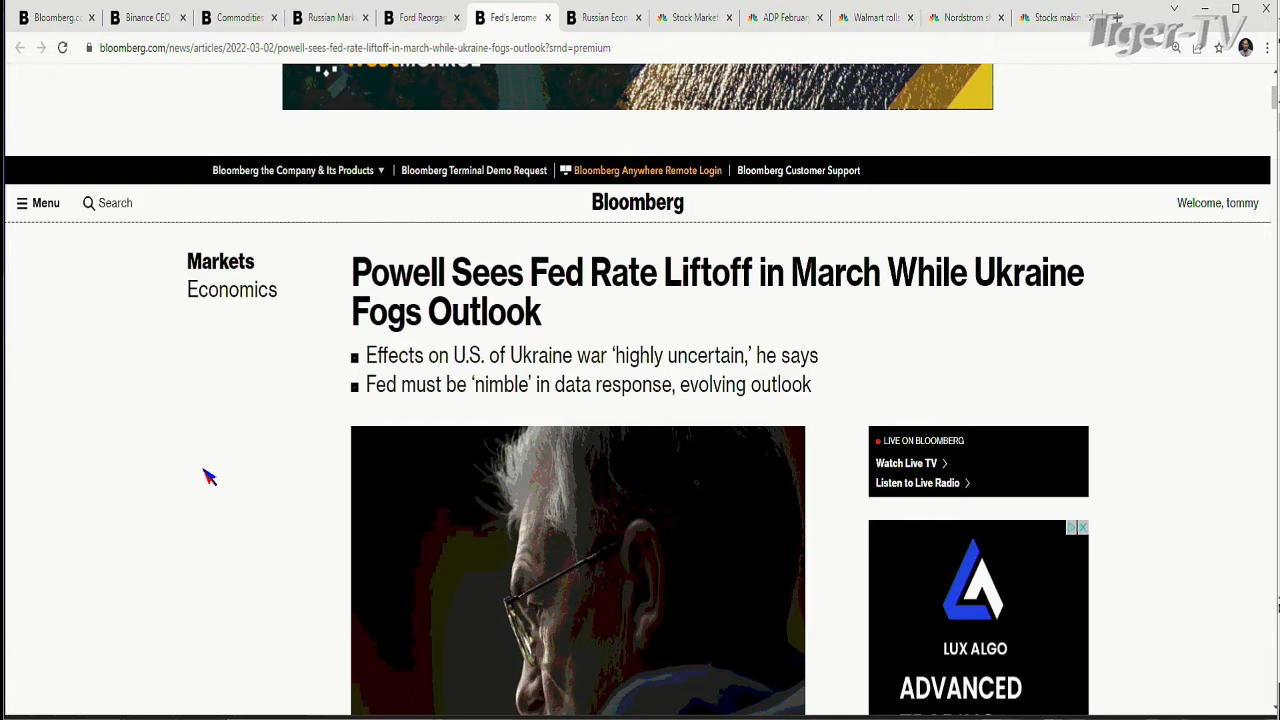 Bloomberg.co
Binance CEO
Commodities
Russian Mark
Ford Reorgan
Fed's Jerome
Russian Econ
Stock Market
ADP February
Walmart rolls
Nordstrom s
Stocks makin
Tiger-TV
bloomberg.com/news/articles/2022-03-02/powell-sees-fed-rate-liftoff-in-march-while-ukraine-fogs-outlook?srnd=premium
Bloomberg the Company & Its Products ▼ | Bloomberg Terminal Demo Request | Bloomberg Anywhere Remote Login | Bloomberg Customer Support
Menu Search Bloomberg Welcome, tommy
Markets
Economics
Powell Sees Fed Rate Liftoff in March While Ukraine
Fogs Outlook
Effects on U.S. of Ukraine war ‘highly uncertain,’ he says
Fed must be ‘nimble’ in data response, evolving outlook
LIVE ON BLOOMBERG
Watch Live TV
Listen to Live Radio
LUX ALGO
ADVANCED